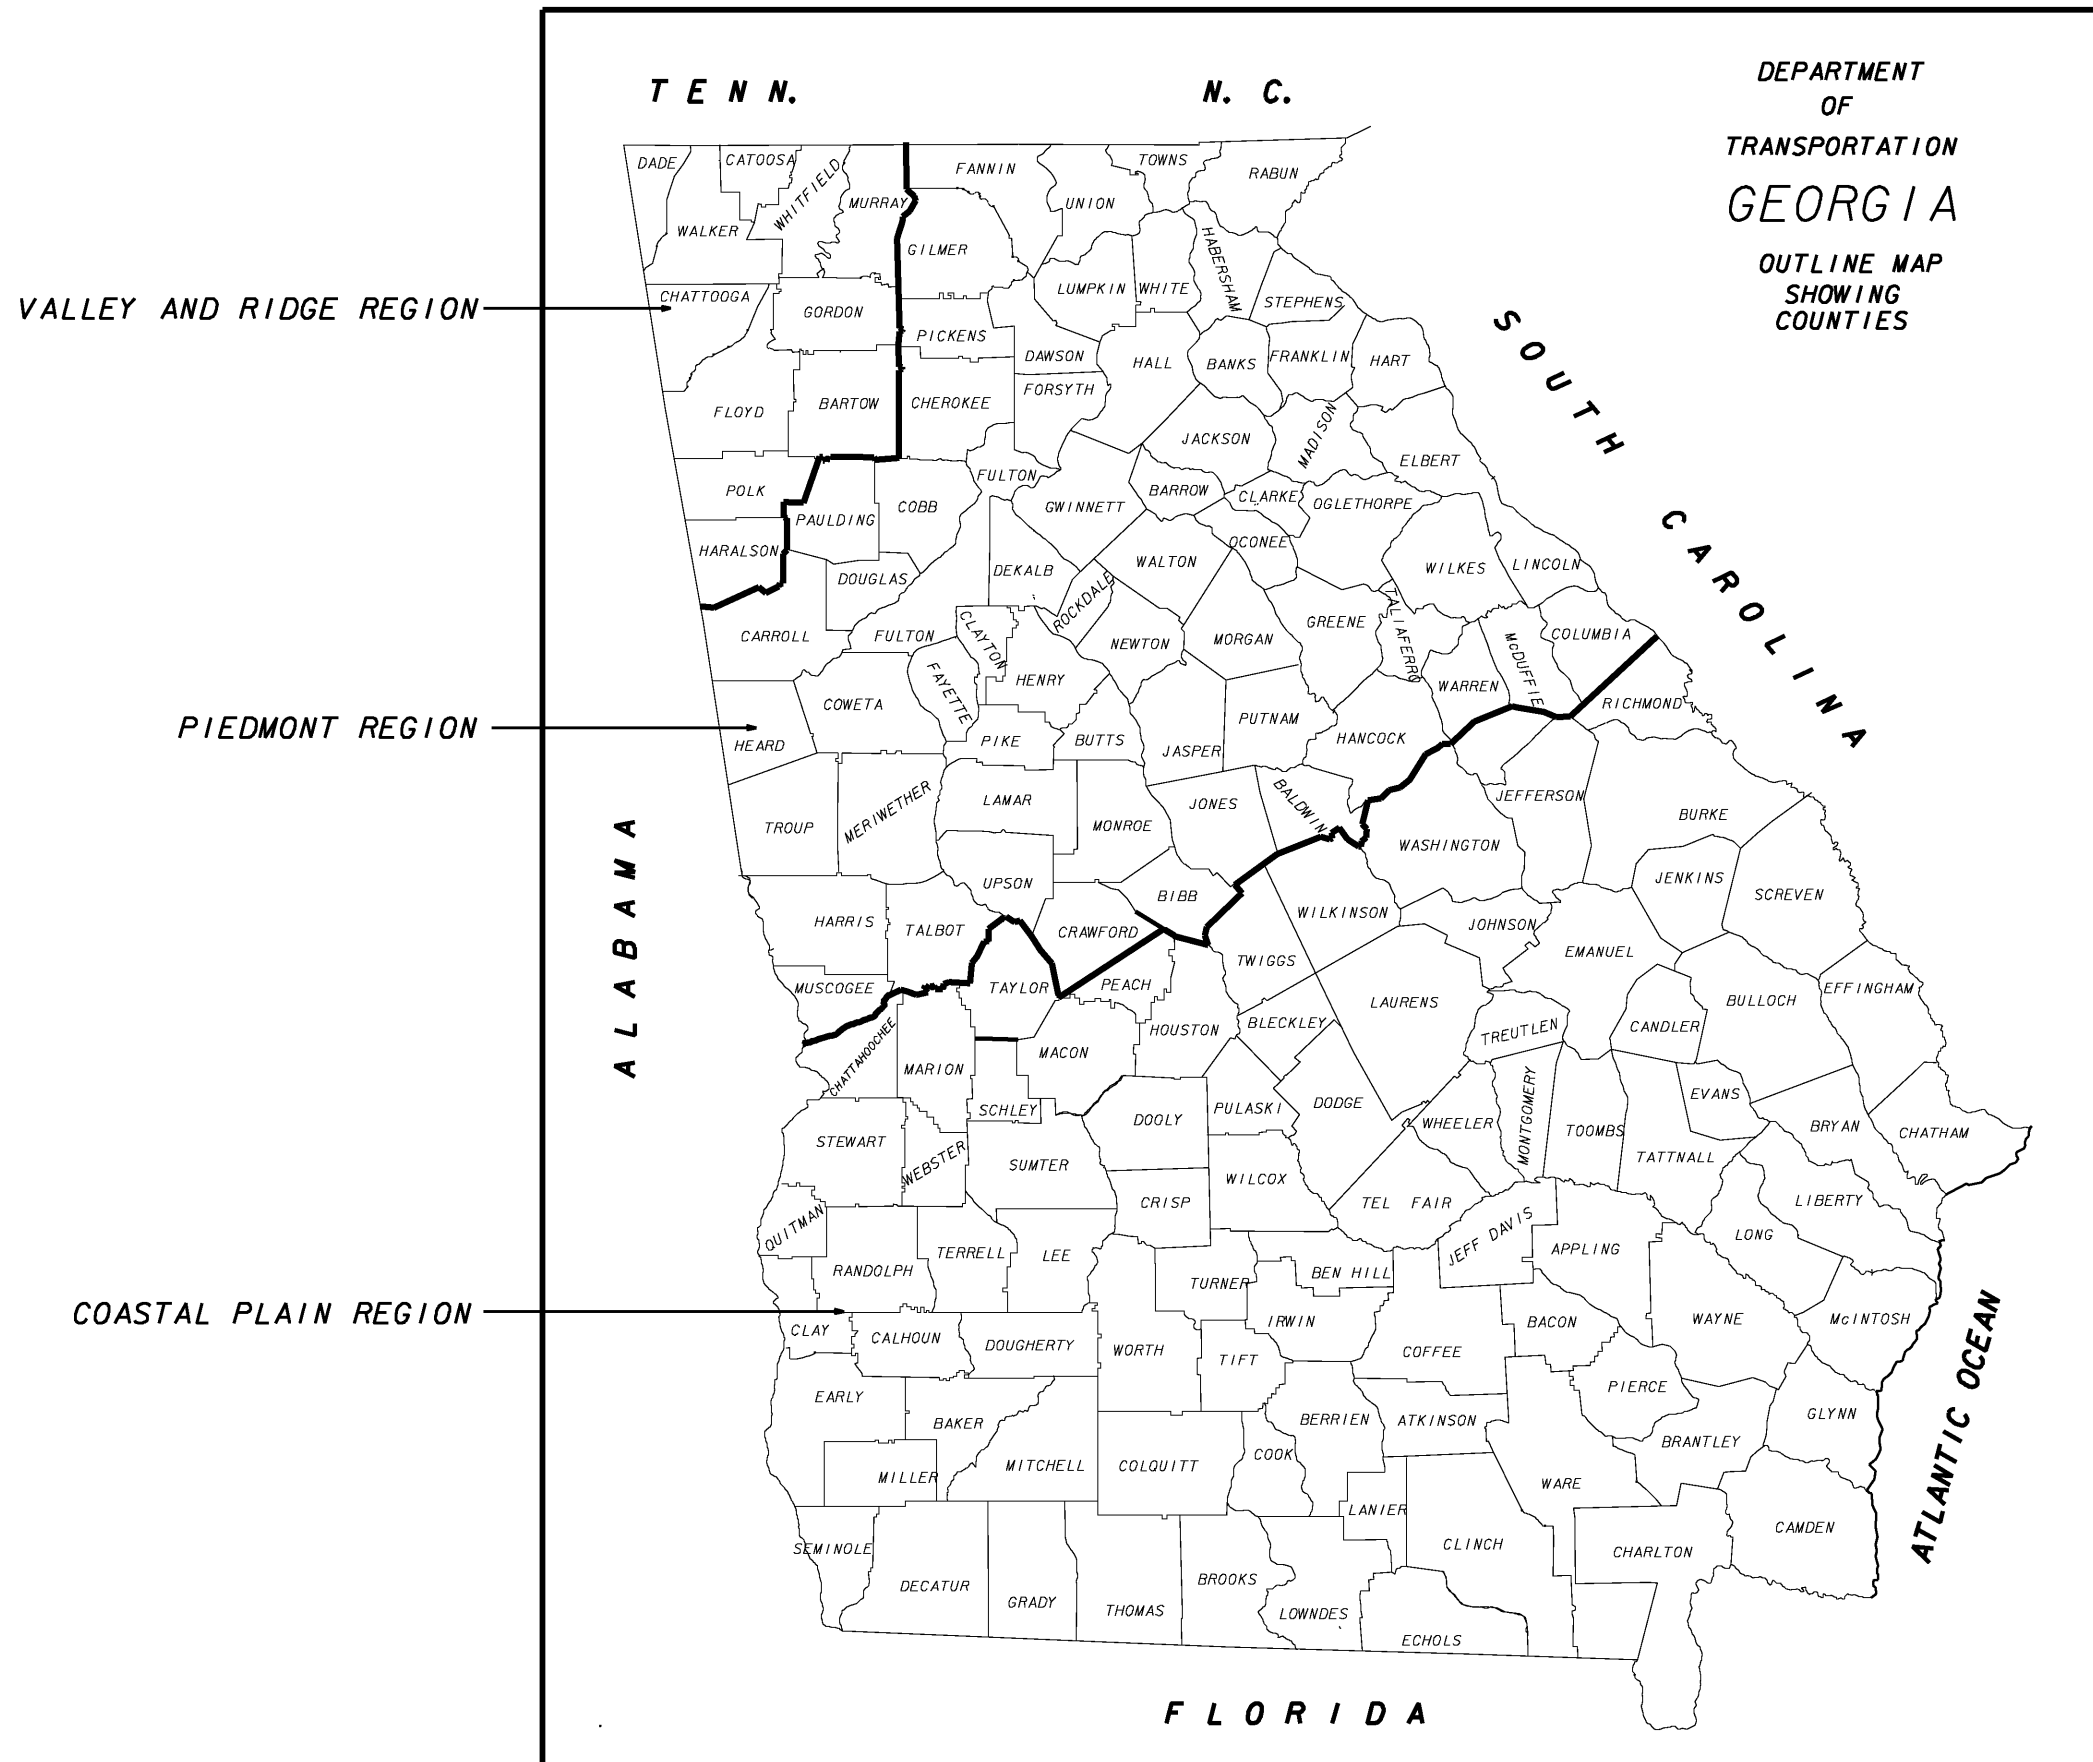 TENN.
N. C.
DEPARTMENT
OF
TRANSPORTATION
GEORGIA
OUTLINE MAP
SHOWING
COUNTIES
VALLEY AND RIDGE REGION
PIEDMONT REGION
COASTAL PLAIN REGION
ALABAMA
SOUTH CAROLINA
ATLANTIC OCEAN
FLORIDA
DADE
CATOOSA
WHITFIELD
MURRAY
FANNIN
UNION
TOWNS
RABUN
WALKER
GILMER
HABERSHAM
CHATTOOGA
GORDON
PICKENS
LUMPKIN
WHITE
STEPHENS
DAWSON
HALL
BANKS
FRANKLIN
HART
FLOYD
BARTOW
CHEROKEE
FORSYTH
JACKSON
MADISON
ELBERT
POLK
PAULDING
COBB
FULTON
GWINNETT
BARROW
CLARKE
OGLETHORPE
HARALSON
DOUGLAS
DEKALB
ROCKDALE
WALTON
OCONEE
WILKES
LINCOLN
CARROLL
FULTON
CLAYTON
NEWTON
MORGAN
GREENE
TALIAFERRO
McDUFFIE
COLUMBIA
HEARD
COWETA
FAYETTE
HENRY
PUTNAM
WARREN
RICHMOND
PIKE
BUTTS
JASPER
HANCOCK
TROUP
MERIWETHER
LAMAR
MONROE
JONES
BALDWIN
JEFFERSON
BURKE
WASHINGTON
HARRIS
TALBOT
UPSON
BIBB
CRAWFORD
WILKINSON
JOHNSON
JENKINS
SCREVEN
EMANUEL
MUSCOGEE
TAYLOR
PEACH
TWIGGS
LAURENS
BULLOCH
EFFINGHAM
CHATTAHOOCHEE
MARION
MACON
HOUSTON
BLECKLEY
TREUTLEN
CANDLER
SCHLEY
DOOLY
PULASKI
DODGE
WHEELER
MONTGOMERY
TOOMBS
EVANS
BRYAN
CHATHAM
STEWART
WEBSTER
SUMTER
CRISP
WILCOX
TEL FAIR
TATTNALL
LIBERTY
QUITMAN
RANDOLPH
TERRELL
LEE
TURNER
BEN HILL
JEFF DAVIS
APPLING
LONG
CLAY
CALHOUN
DOUGHERTY
WORTH
TIFT
IRWIN
COFFEE
BACON
WAYNE
McINTOSH
EARLY
BAKER
MITCHELL
COLQUITT
COOK
BERRIEN
ATKINSON
PIERCE
BRANTLEY
GLYNN
MILLER
LANIER
WARE
SEMINOLE
DECATUR
GRADY
THOMAS
BROOKS
LOWNDES
ECHOLS
CLINCH
CHARLTON
CAMDEN